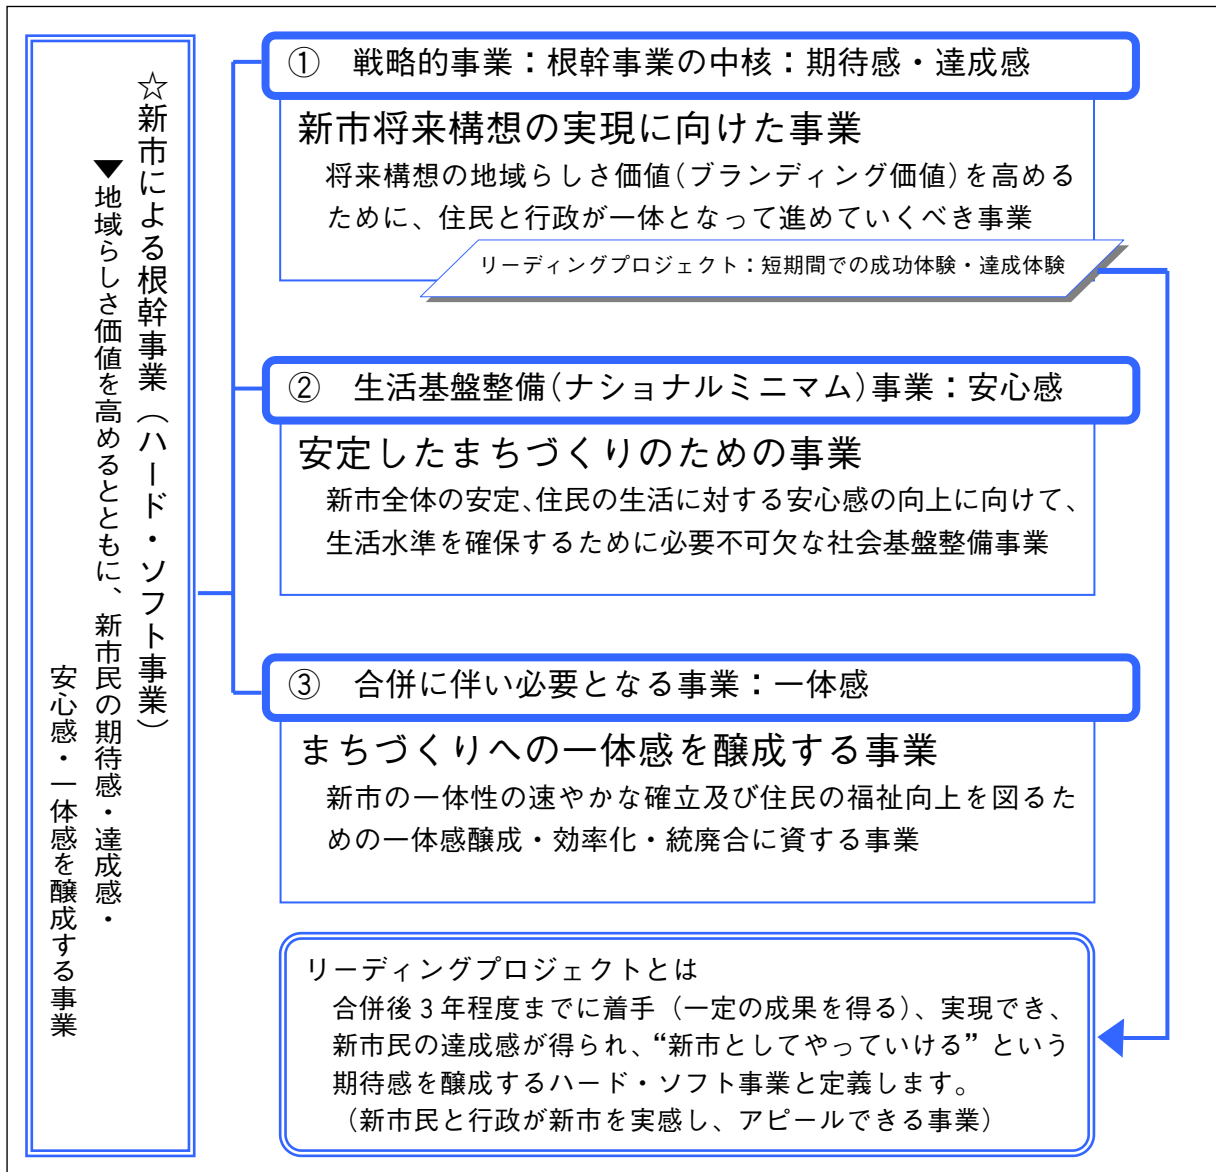 ☆新市による根幹事業（ハード・ソフト事業）
▼地域らしさ価値を高めるとともに、新市民の期待感・達成感・
安心感・一体感を醸成する事業
① 戦略的事業：根幹事業の中核：期待感・達成感
新市将来構想の実現に向けた事業
将来構想の地域らしさ価値（ブランディング価値）を高める
ために、住民と行政が一体となって進めていくべき事業
リーディングプロジェクト：短期間での成功体験・達成体験
② 生活基盤整備（ナショナルミニマム）事業：安心感
安定したまちづくりのための事業
新市全体の安定、住民の生活に対する安心感の向上に向けて、
生活水準を確保するために必要不可欠な社会基盤整備事業
③ 合併に伴い必要となる事業：一体感
まちづくりへの一体感を醸成する事業
新市の一体性の速やかな確立及び住民の福祉向上を図るた
めの一体感醸成・効率化・統廃合に資する事業
リーディングプロジェクトとは
合併後３年程度までに着手（一定の成果を得る）、実現でき、
新市民の達成感が得られ、“新市としてやっていける” という
期待感を醸成するハード・ソフト事業と定義します。
（新市民と行政が新市を実感し、アピールできる事業）